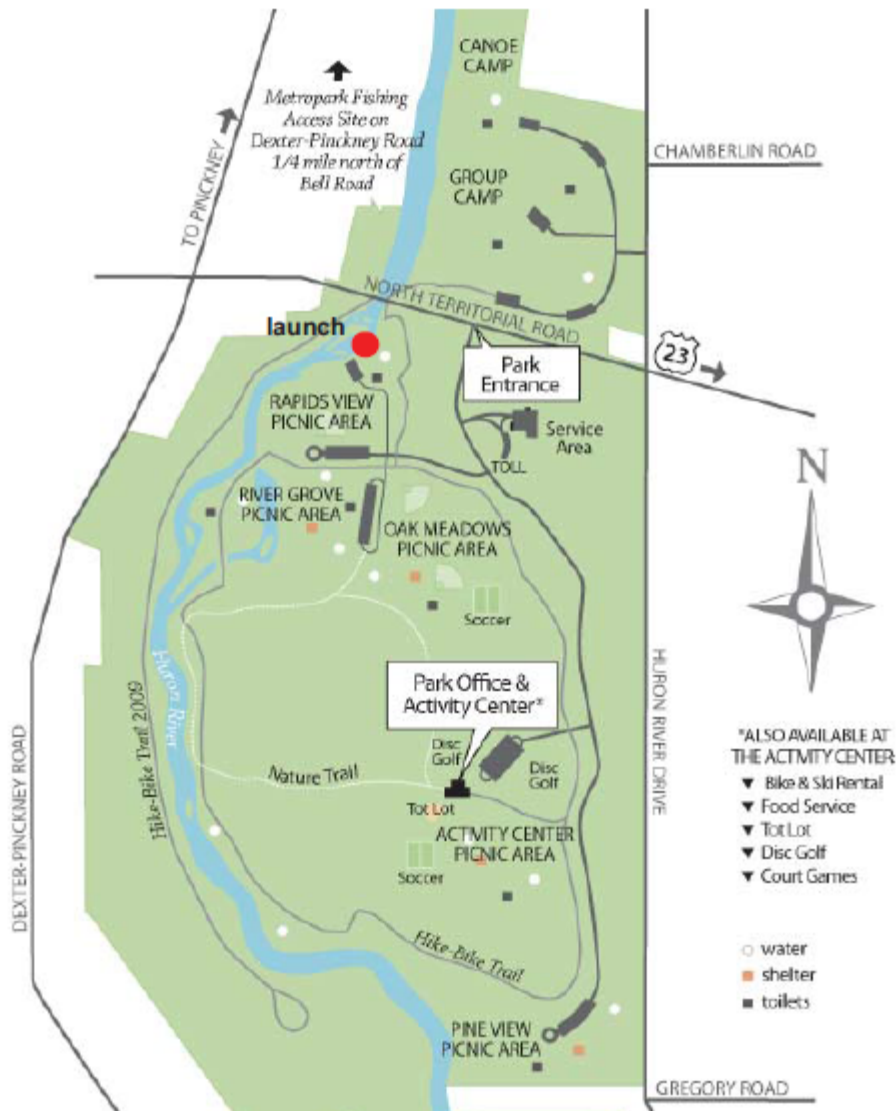 CANOE
CAMP
Metropark Fishing
Access Site on
Dexter-Pinckney Road
1/4 mile north of
Bell Road
CHAMBERLIN ROAD
GROUP
CAMP
TO PINCKNEY
NORTH TERRITORIAL ROAD
launch
23
Park
Entrance
RAPIDS VIEW
PICNIC AREA
Service
Area
TOLL
N
RIVER GROVE
PICNIC AREA
OAK MEADOWS
PICNIC AREA
Soccer
Huron River
Hike-Bike Trail 2009
DEXTER-PINCKNEY ROAD
HURON RIVER DRIVE
Park Office &
Activity Center*
Disc
Golf
Disc
Golf
Nature Trail
Tot Lot
ACTIVITY CENTER
PICNIC AREA
Soccer
Hike-Bike Trail
*ALSO AVAILABLE AT
THE ACTIVITY CENTER:
▼ Bike & Ski Rental
▼ Food Service
▼ Tot Lot
▼ Disc Golf
▼ Court Games
water
shelter
toilets
PINE VIEW
PICNIC AREA
GREGORY ROAD